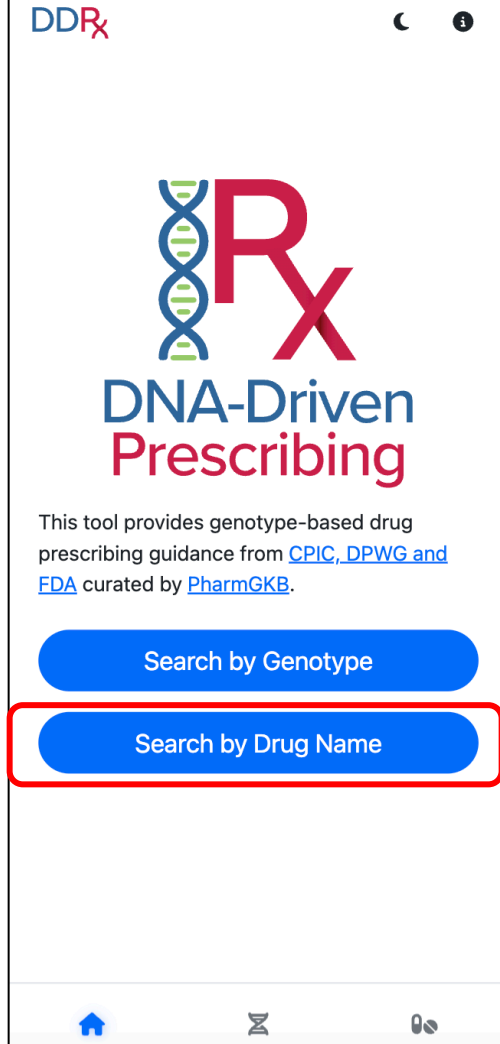 DDRx
Rx
DNA-Driven
Prescribing
This tool provides genotype-based drug
prescribing guidance from CPIC, DPWG and
FDA curated by PharmGKB.
Search by Genotype
Search by Drug Name